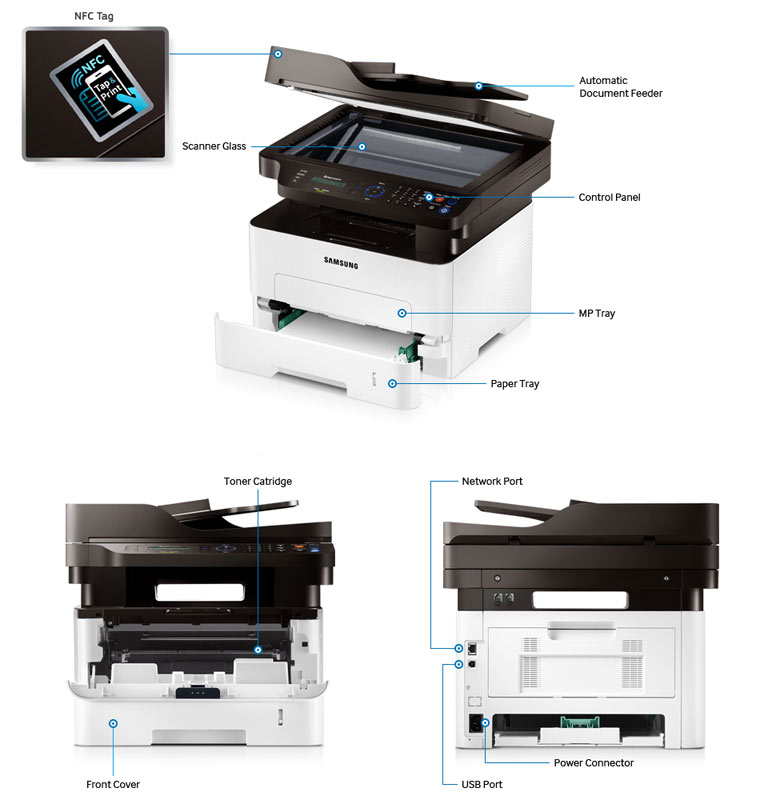 NFC Tag
NFC
Tap &
Print
Automatic
Document Feeder
Scanner Glass
Control Panel
SAMSUNG
MP Tray
Paper Tray
Toner Catridge
Network Port
Front Cover
Power Connector
USB Port